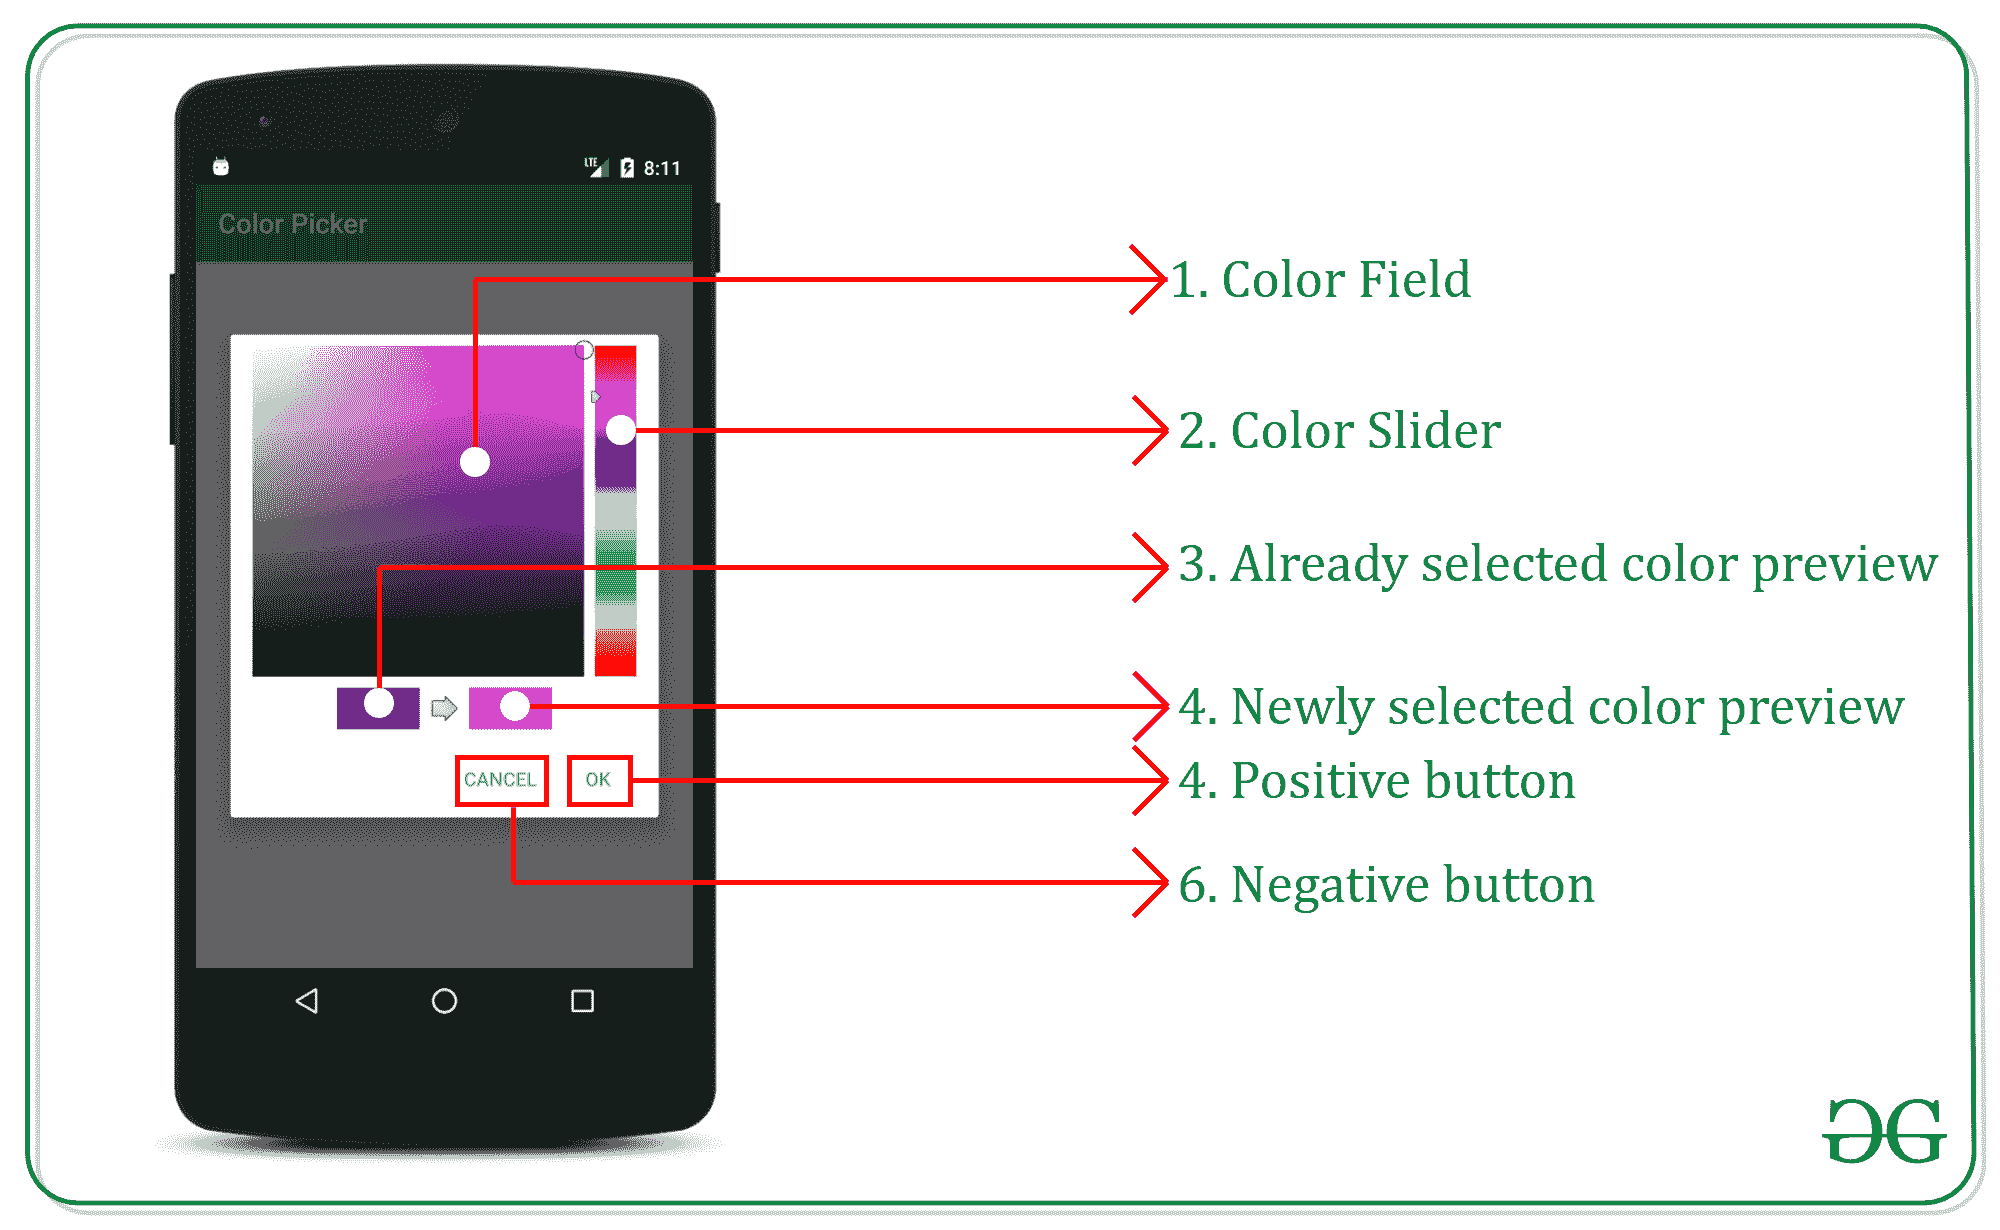 LTE 8:11
Color Picker
1. Color Field
2. Color Slider
3. Already selected color preview
4. Newly selected color preview
CANCEL OK
4. Positive button
6. Negative button